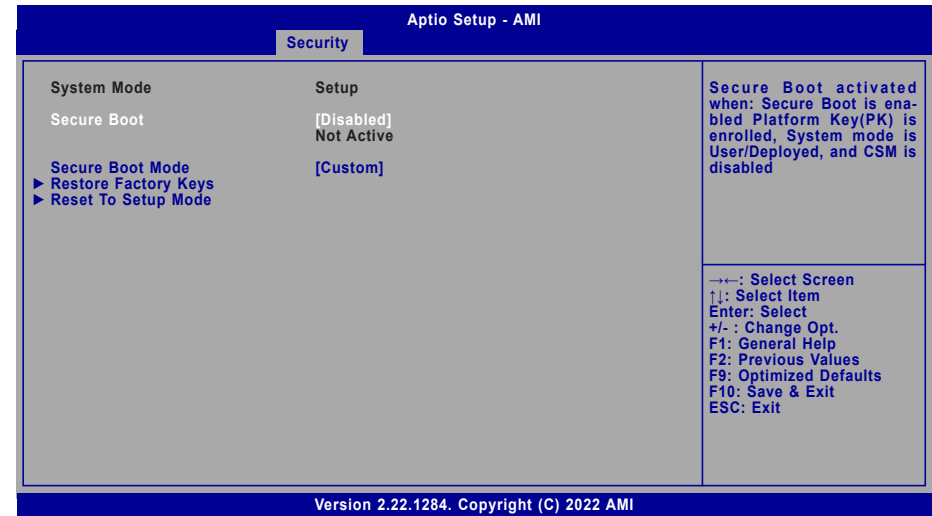 Aptio Setup - AMI
Security
System Mode Setup
Secure Boot [Disabled]
Not Active
Secure Boot Mode [Custom]
► Restore Factory Keys
► Reset To Setup Mode
Secure Boot activated
when: Secure Boot is ena-
bled Platform Key(PK) is
enrolled, System mode is
User/Deployed, and CSM is
disabled
→←: Select Screen
↑↓: Select Item
Enter: Select
+/- : Change Opt.
F1: General Help
F2: Previous Values
F9: Optimized Defaults
F10: Save & Exit
ESC: Exit
Version 2.22.1284. Copyright (C) 2022 AMI